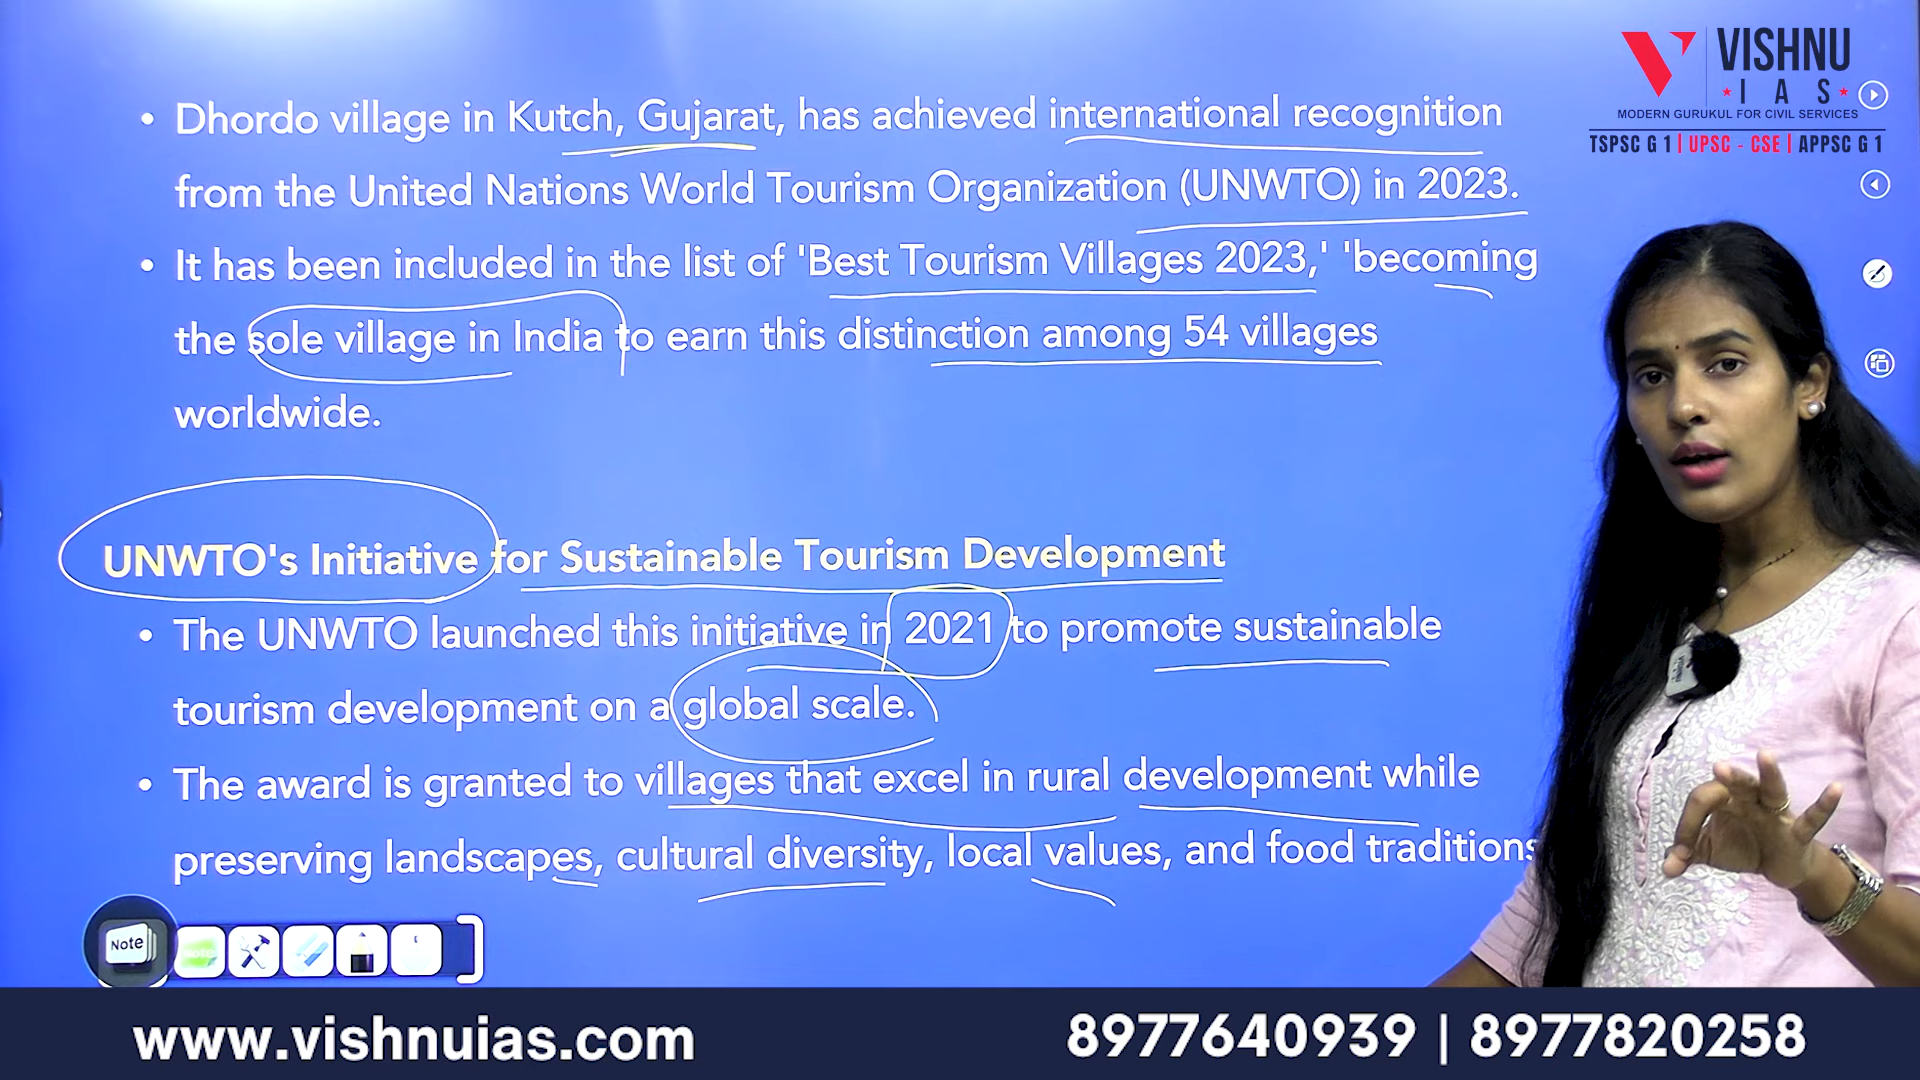 VISHNU
IAS
MODERN GURUKUL FOR CIVIL SERVICES
TSPSC G 1 | UPSC - CSE | APPSC G 1
• Dhordo village in Kutch, Gujarat, has achieved international recognition
from the United Nations World Tourism Organization (UNWTO) in 2023.
• It has been included in the list of 'Best Tourism Villages 2023,' 'becoming
the sole village in India to earn this distinction among 54 villages
worldwide.
UNWTO's Initiative for Sustainable Tourism Development
• The UNWTO launched this initiative in 2021 to promote sustainable
tourism development on a global scale.
• The award is granted to villages that excel in rural development while
preserving landscapes, cultural diversity, local values, and food traditions
Note
www.vishnuias.com
8977640939 | 8977820258